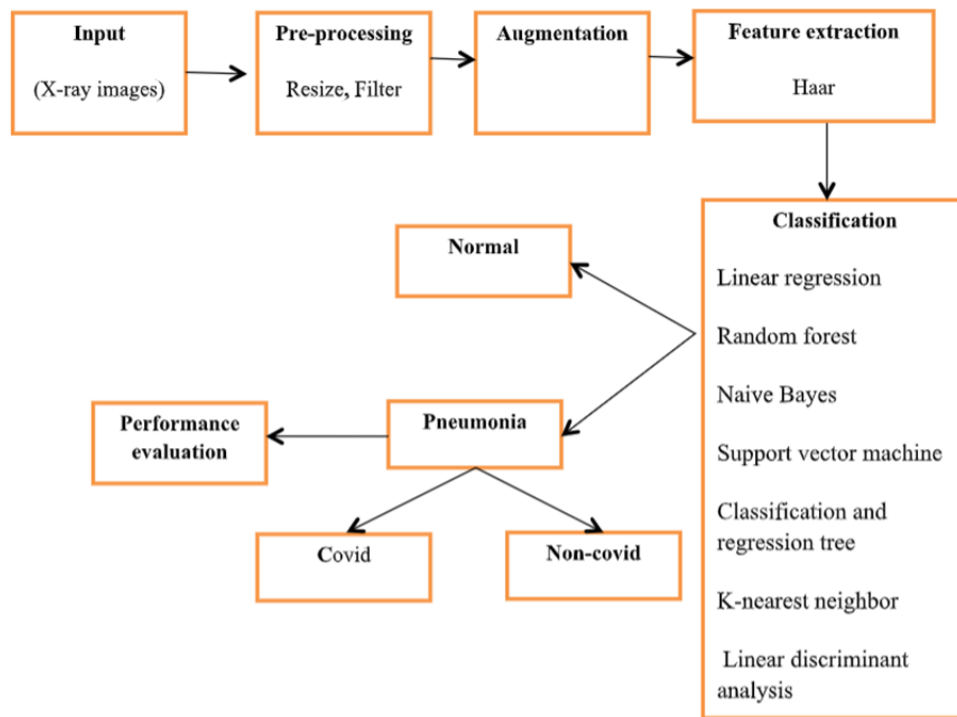 Input
(X-ray images)
Pre-processing
Resize, Filter
Augmentation
Feature extraction
Haar
Classification
Linear regression
Random forest
Naive Bayes
Support vector machine
Classification and
regression tree
K-nearest neighbor
Linear discriminant
analysis
Normal
Pneumonia
Performance
evaluation
Covid
Non-covid